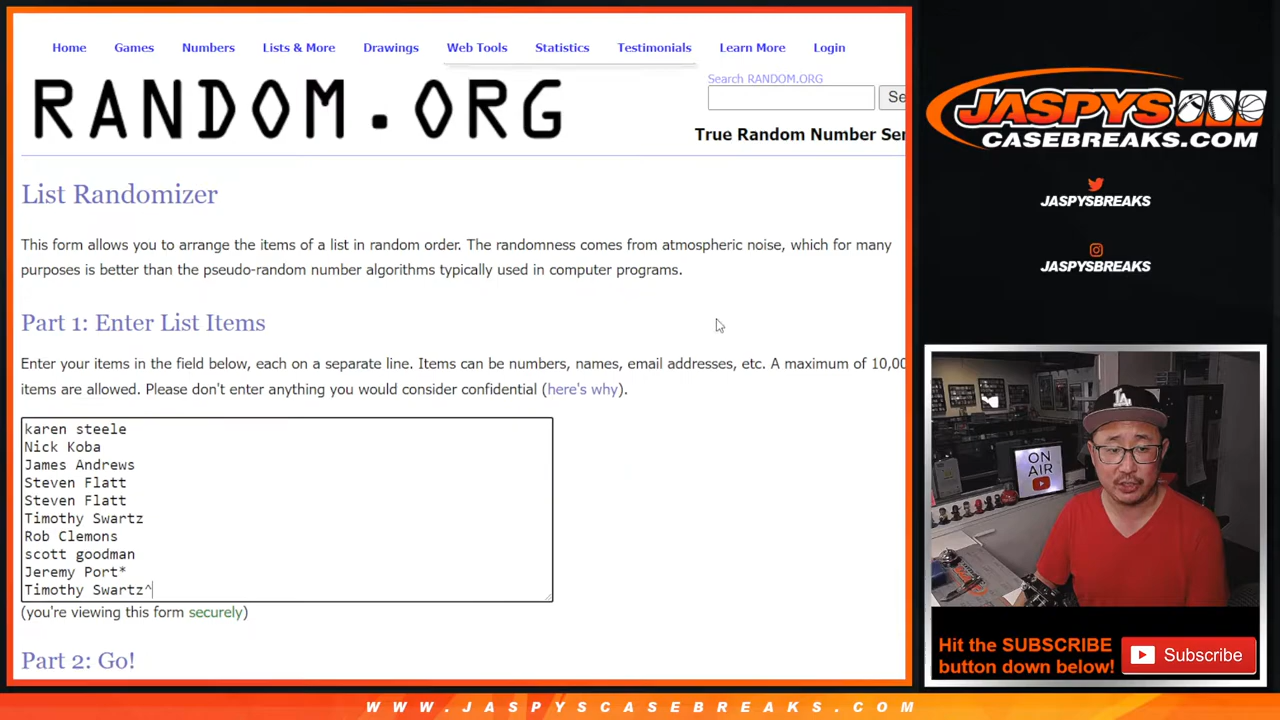 Home Games Numbers Lists & More Drawings Web Tools Statistics Testimonials Learn More Login
RANDOM.ORG
Search RANDOM.ORG
Se
True Random Number Ser
List Randomizer
This form allows you to arrange the items of a list in random order. The randomness comes from atmospheric noise, which for many
purposes is better than the pseudo-random number algorithms typically used in computer programs.
Part 1: Enter List Items
Enter your items in the field below, each on a separate line. Items can be numbers, names, email addresses, etc. A maximum of 10,00
items are allowed. Please don't enter anything you would consider confidential (here's why).
karen steele
Nick Koba
James Andrews
Steven Flatt
Steven Flatt
Timothy Swartz
Rob Clemons
scott goodman
Jeremy Port*
Timothy Swartz^
(you're viewing this form securely)
Part 2: Go!
JASPYS
CASEBREAKS.COM
JASPYSBREAKS
JASPYSBREAKS
LA
ON
AIR
Hit the SUBSCRIBE
button down below!
Subscribe
WWW.JASPYSCASEBREAKS.COM